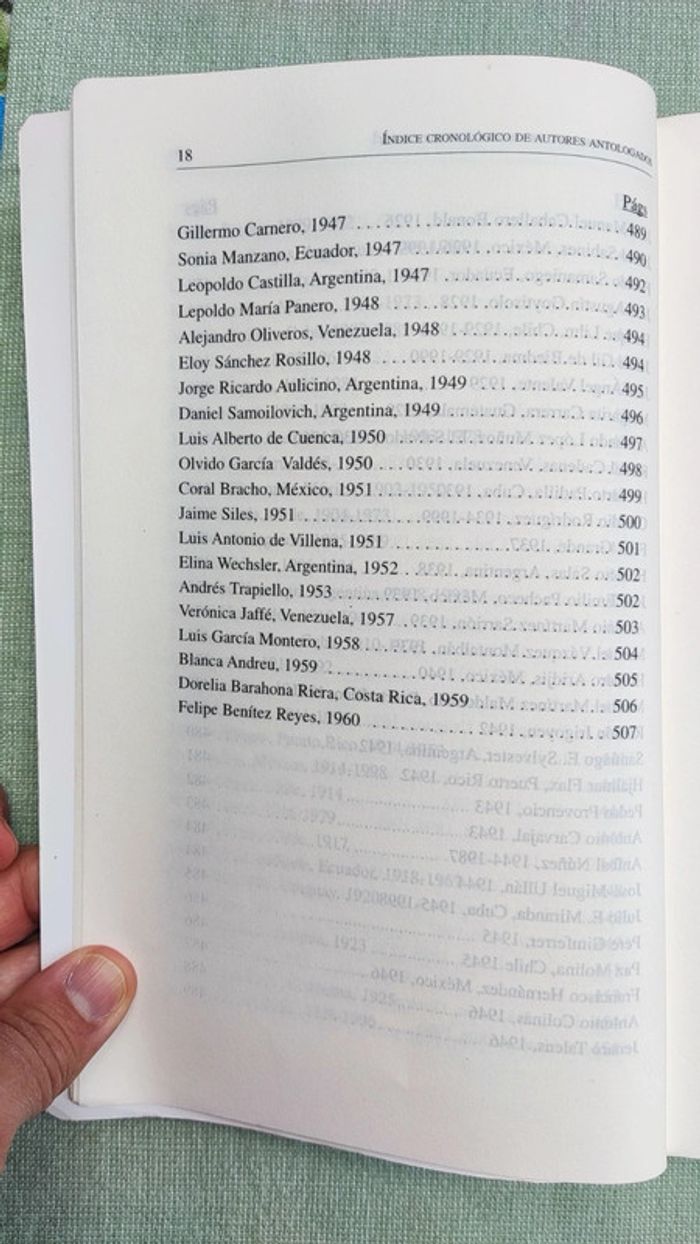 18
ÍNDICE CRONOLÓGICO DE AUTORES ANTOLOGADOS
Págs
Gillermo Carnero, 1947 ........................ 489
Sonia Manzano, Ecuador, 1947 .................. 490
Leopoldo Castilla, Argentina, 1947 ............ 492
Lepoldo María Panero, 1948 .................... 493
Alejandro Oliveros, Venezuela, 1948 ........... 494
Eloy Sánchez Rosillo, 1948 .................... 494
Jorge Ricardo Aulicino, Argentina, 1949 ....... 495
Daniel Samoilovich, Argentina, 1949 ........... 496
Luis Alberto de Cuenca, 1950 .................. 497
Olvido García Valdés, 1950 .................... 498
Coral Bracho, México, 1951 .................... 499
Jaime Siles, 1951 ............................. 500
Luis Antonio de Villena, 1951 ................. 501
Elina Wechsler, Argentina, 1952 ............... 502
Andrés Trapiello, 1953 ........................ 502
Verónica Jaffé, Venezuela, 1957 ............... 503
Luis García Montero, 1958 ..................... 504
Blanca Andreu, 1959 ........................... 505
Dorelia Barahona Riera, Costa Rica, 1959 ...... 506
Felipe Benítez Reyes, 1960 .................... 507